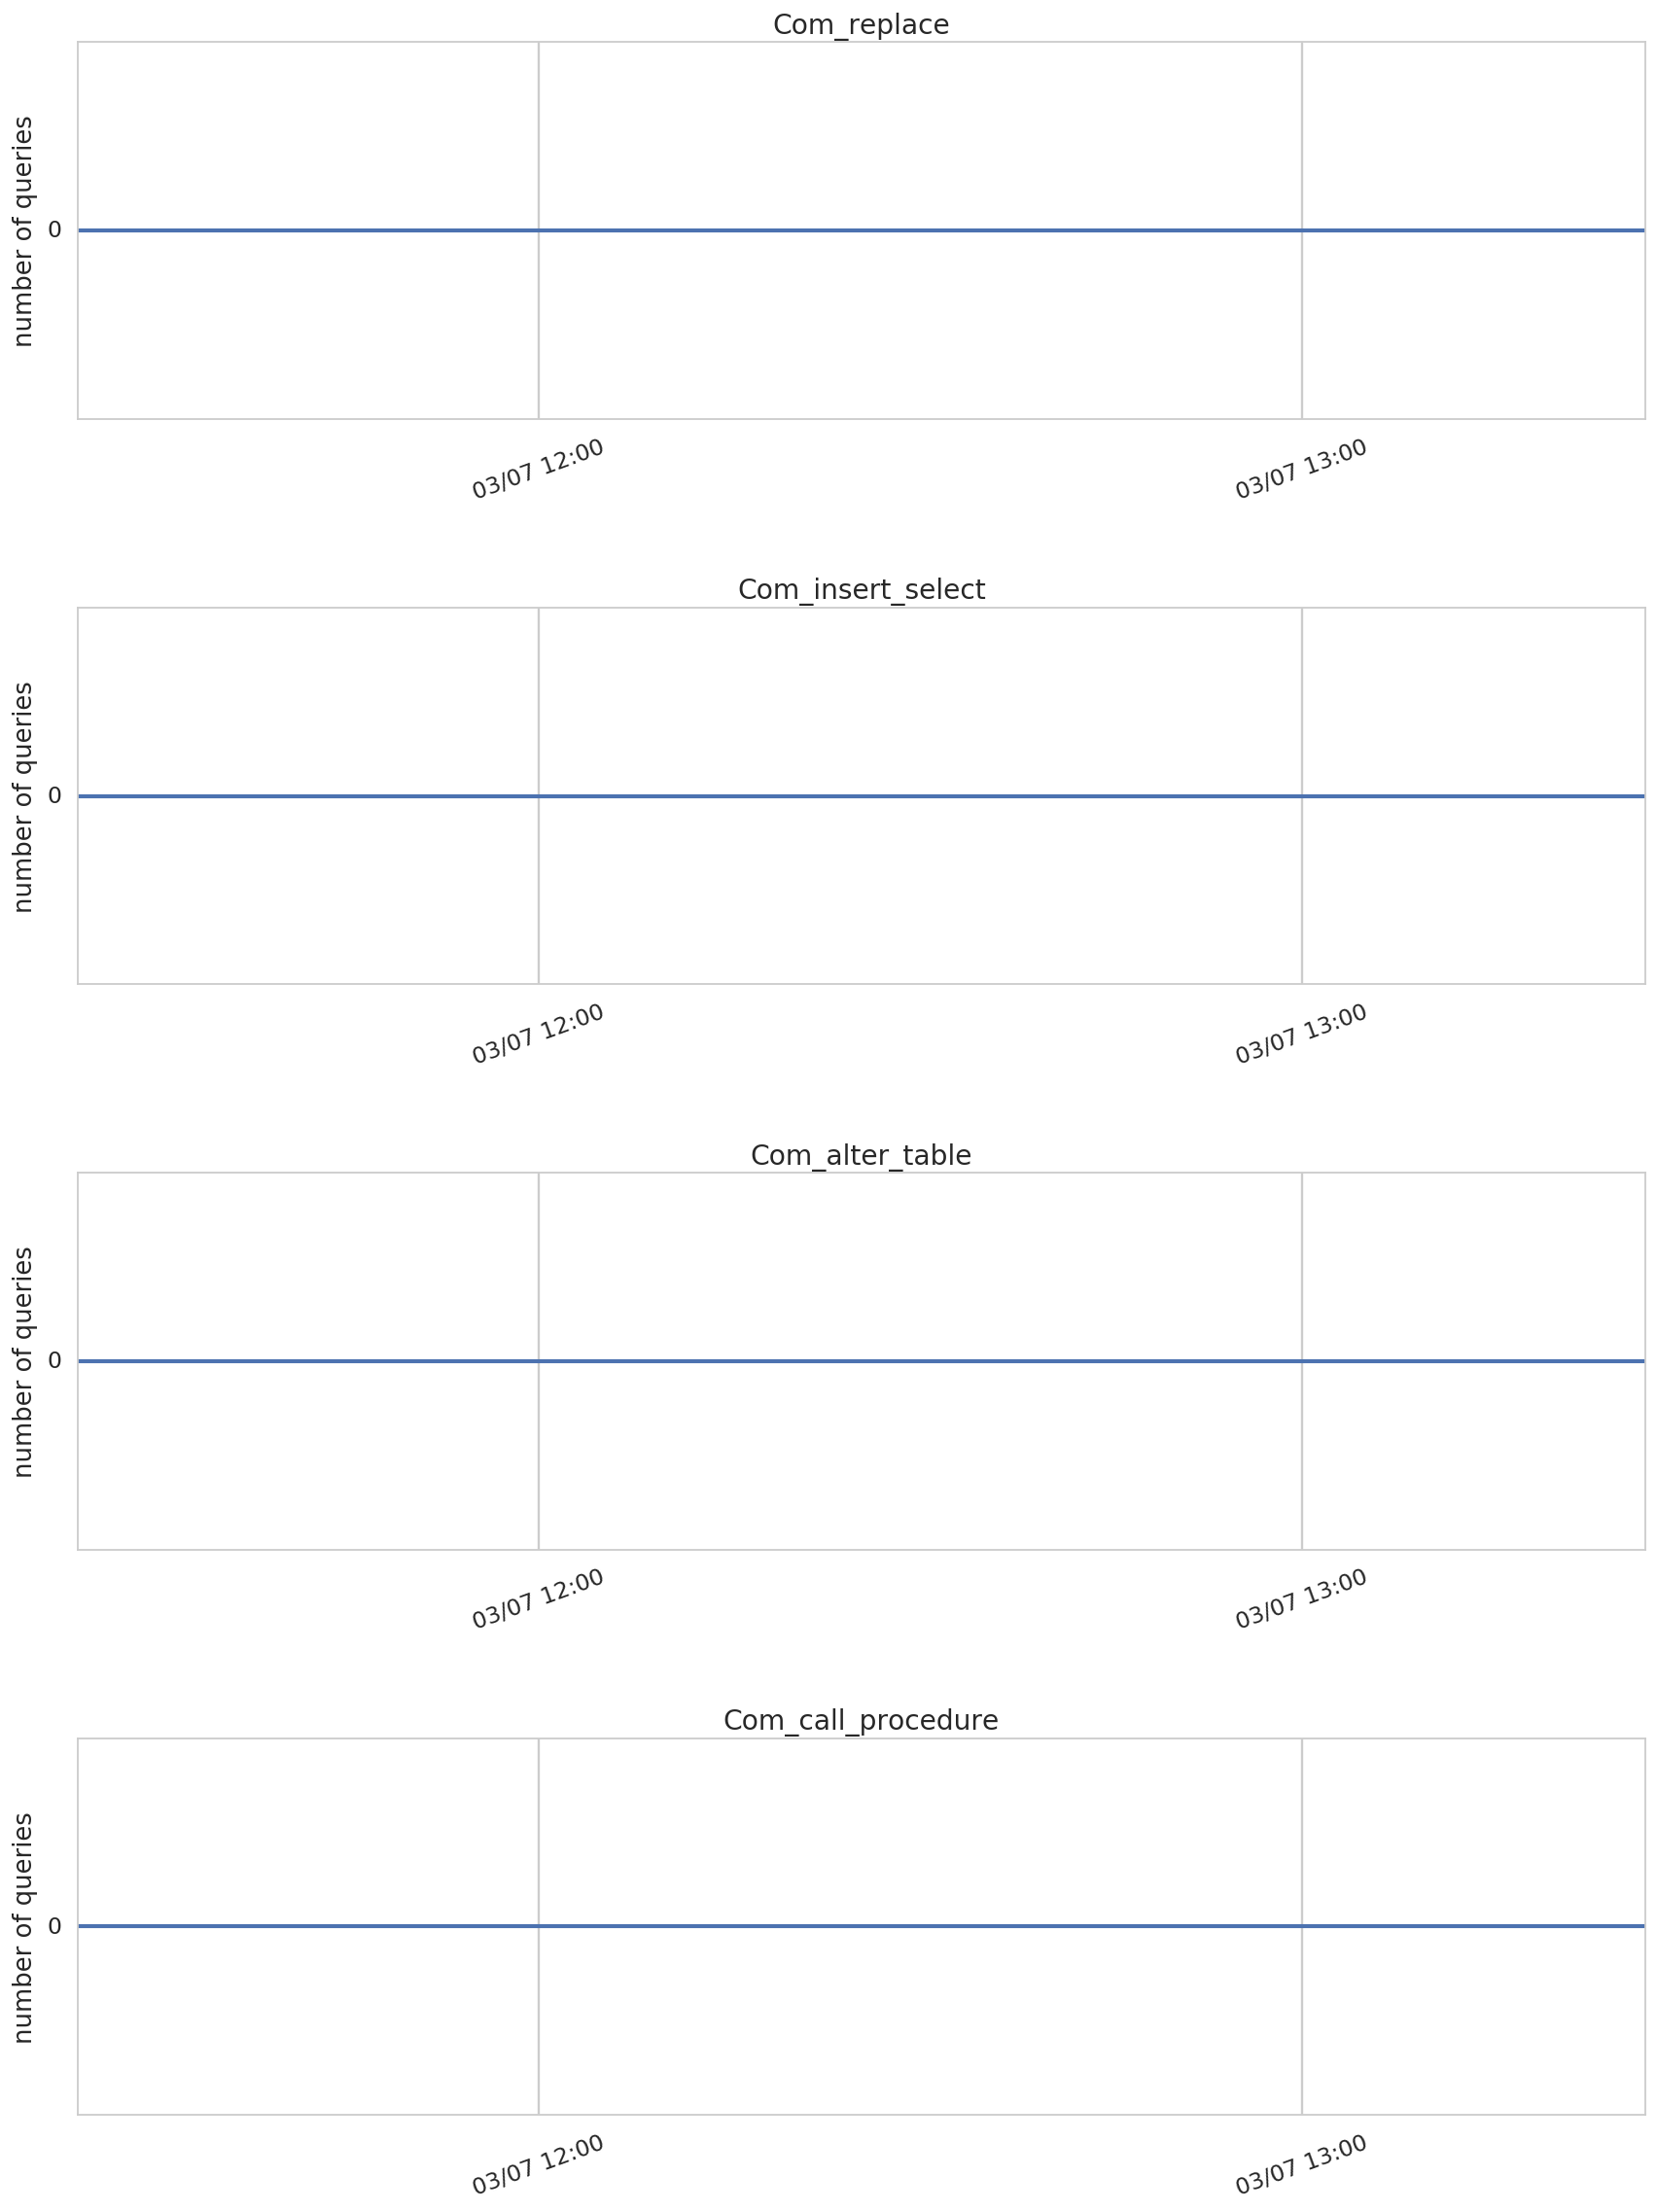 Com_replace
number of queries
0
03/07 12:00
03/07 13:00
Com_insert_select
number of queries
0
03/07 12:00
03/07 13:00
Com_alter_table
number of queries
0
03/07 12:00
03/07 13:00
Com_call_procedure
number of queries
0
03/07 12:00
03/07 13:00